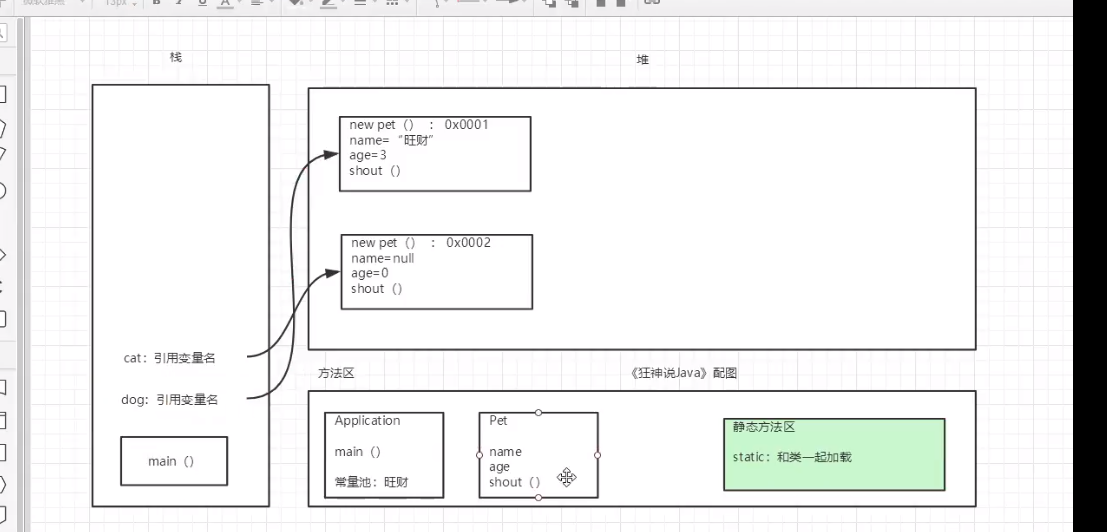 13px
栈
堆
new pet（） ： 0x0001
name= “旺财”
age=3
shout（）
new pet（） ： 0x0002
name=null
age=0
shout（）
cat：引用变量名
dog：引用变量名
main（）
方法区
《狂神说Java》配图
Application
main（）
常量池：旺财
Pet
name
age
shout（）
静态方法区
static：和类一起加载